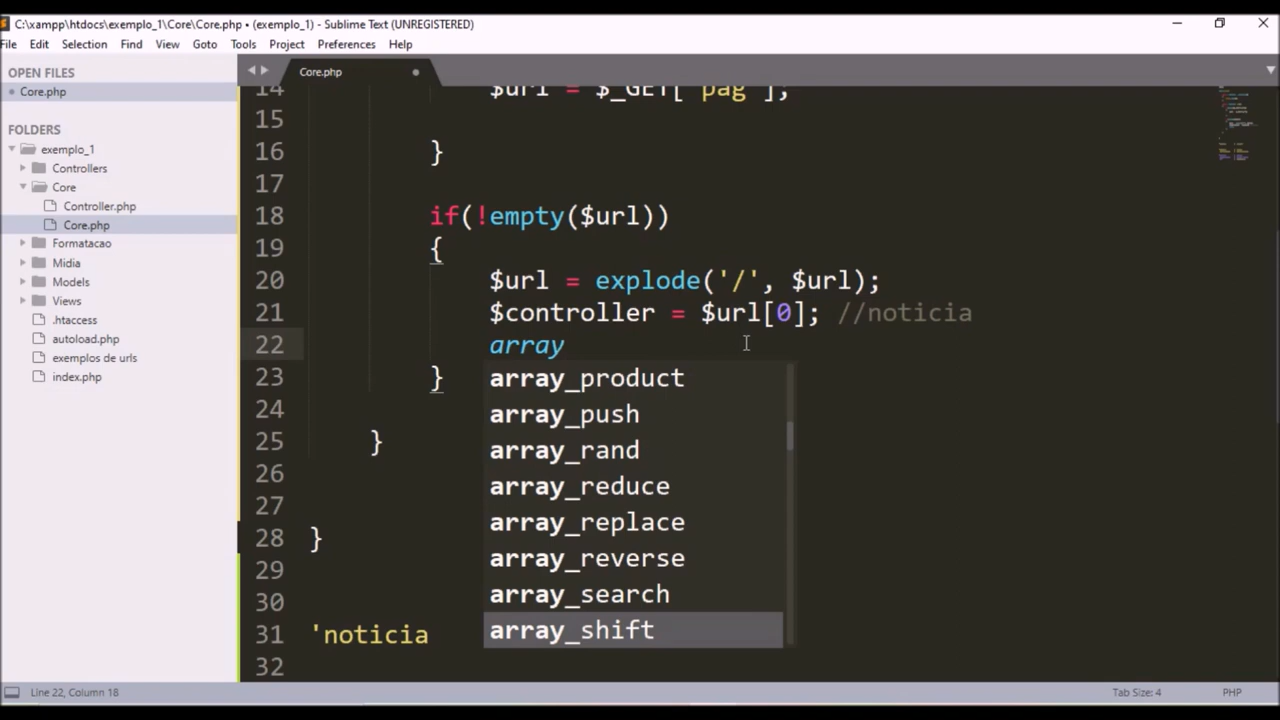 C:\xampp\htdocs\exemplo_1\Core\Core.php • (exemplo_1) - Sublime Text (UNREGISTERED)
File Edit Selection Find View Goto Tools Project Preferences Help
OPEN FILES
Core.php
FOLDERS
exemplo_1
Controllers
Core
Controller.php
Core.php
Formatacao
Midia
Models
Views
.htaccess
autoload.php
exemplos de urls
index.php
Core.php
14 $url = $_GET['pag'];
15
16 }
17
18 if(!empty($url))
19 {
20 $url = explode('/', $url);
21 $controller = $url[0]; //noticia
22 array
23 }
24
25 }
26
27
28 }
29
30
31 'noticia
32
array_product
array_push
array_rand
array_reduce
array_replace
array_reverse
array_search
array_shift
Line 22, Column 18
Tab Size: 4
PHP